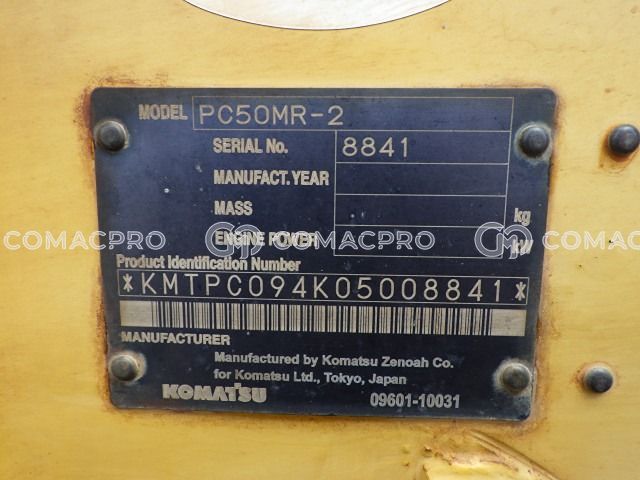 MODEL PC50MR-2
SERIAL No. 8841
MANUFACT. YEAR
MASS kg
COMACPRO COMACPRO
ENGINE POWER kW
Product Identification Number
*KMTPC094K05008841*
MANUFACTURER
Manufactured by Komatsu Zenoah Co.
for Komatsu Ltd., Tokyo, Japan
KOMATSU 09601-10031